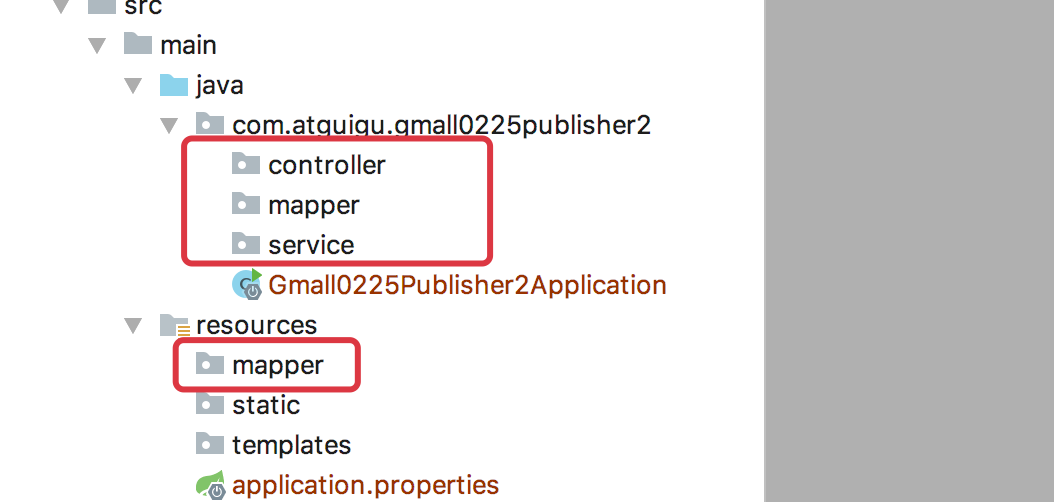 src
main
java
com.atguigu.gmall0225publisher2
controller
mapper
service
Gmall0225Publisher2Application
resources
mapper
static
templates
application.properties